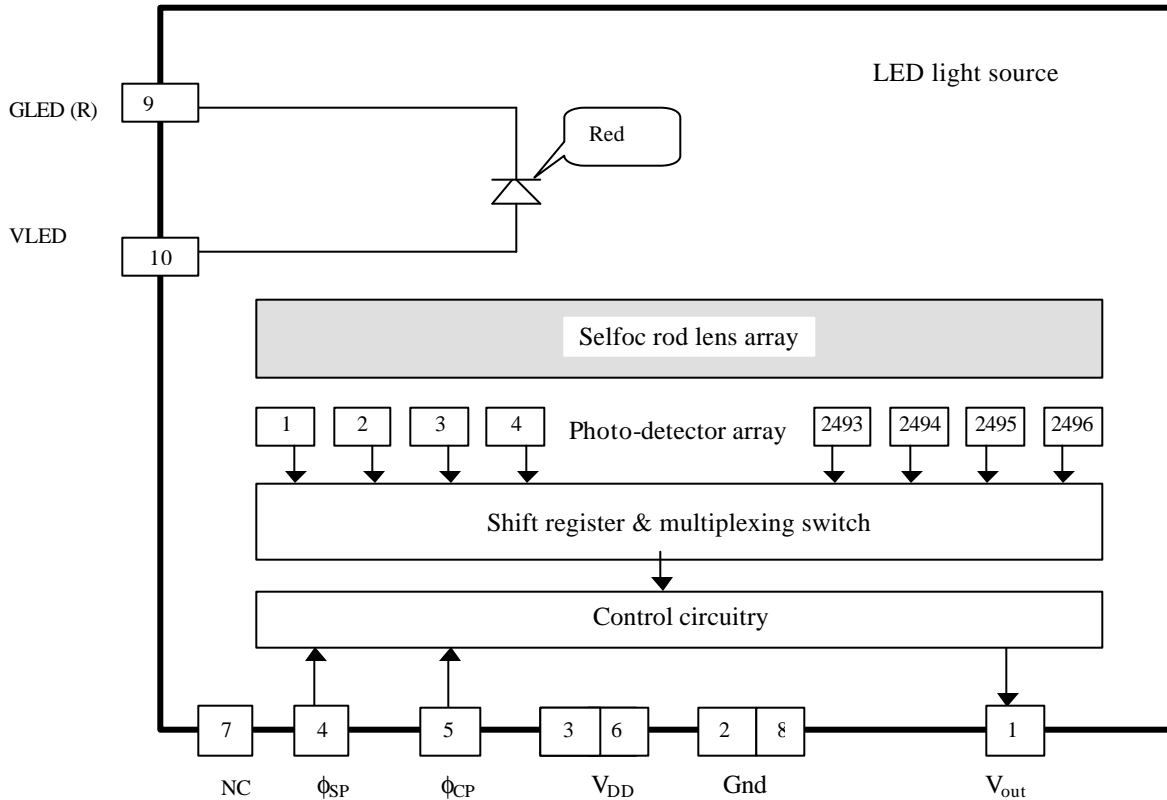 LED light source
9
GLED (R)
Red
VLED
10
Selfoc rod lens array
1 2 3 4 Photo-detector array 2493 2494 2495 2496
Shift register & multiplexing switch
Control circuitry
7 4 5 3 6 2 8 1
NC ϕSP ϕCP VDD Gnd Vout